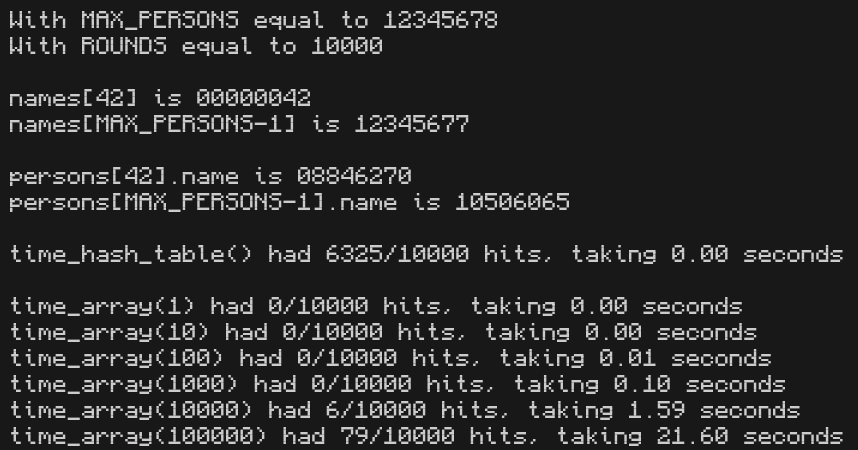 With MAX_PERSONS equal to 12345678
With ROUNDS equal to 10000
names[42] is 00000042
names[MAX_PERSONS-1] is 12345677
persons[42].name is 08846270
persons[MAX_PERSONS-1].name is 10506065
time_hash_table() had 6325/10000 hits, taking 0.00 seconds
time_array(1) had 0/10000 hits, taking 0.00 seconds
time_array(10) had 0/10000 hits, taking 0.00 seconds
time_array(100) had 0/10000 hits, taking 0.01 seconds
time_array(1000) had 0/10000 hits, taking 0.10 seconds
time_array(10000) had 6/10000 hits, taking 1.59 seconds
time_array(100000) had 79/10000 hits, taking 21.60 seconds